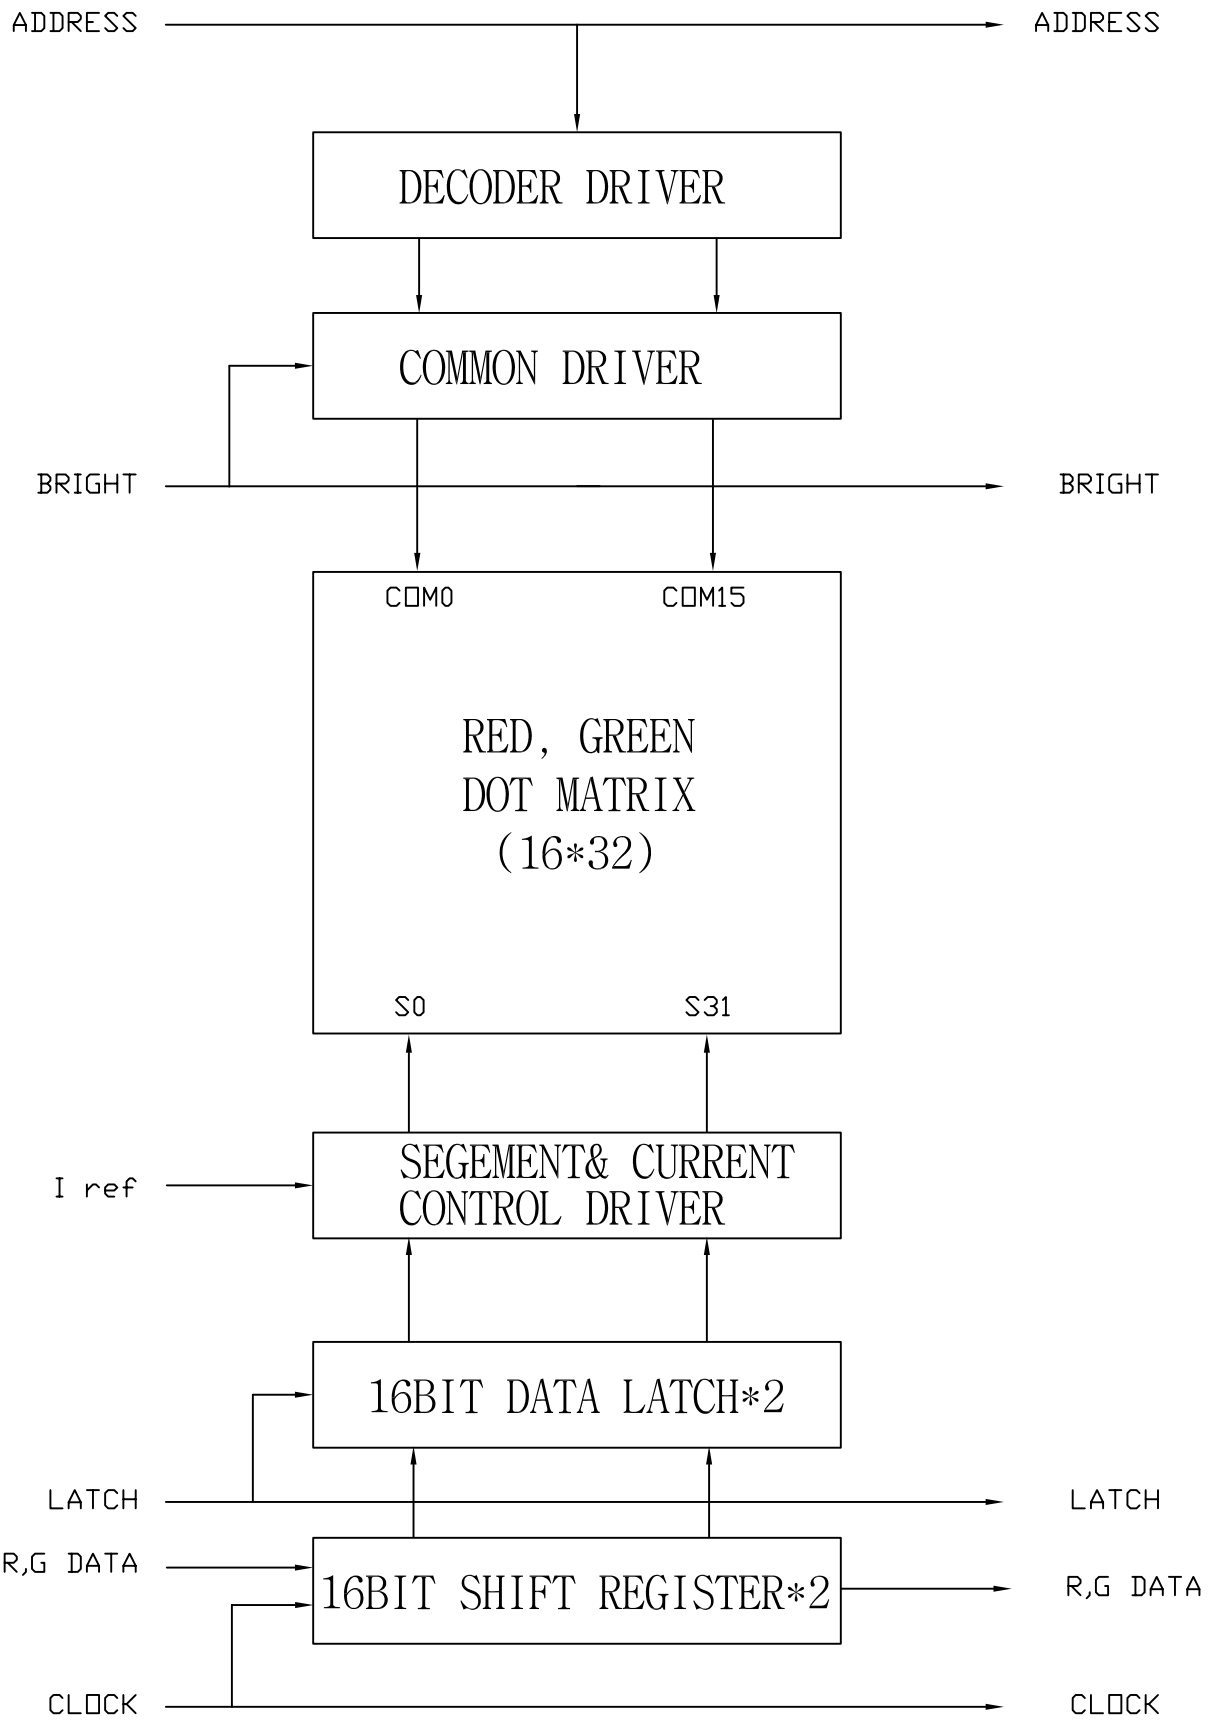 ADDRESS ADDRESS
DECODER DRIVER
COMMON DRIVER
BRIGHT BRIGHT
COM0 COM15
RED, GREEN
DOT MATRIX
(16*32)
S0 S31
SEGEMENT& CURRENT
I ref
CONTROL DRIVER
16BIT DATA LATCH*2
LATCH LATCH
R,G DATA
16BIT SHIFT REGISTER*2
R,G DATA
CLOCK CLOCK